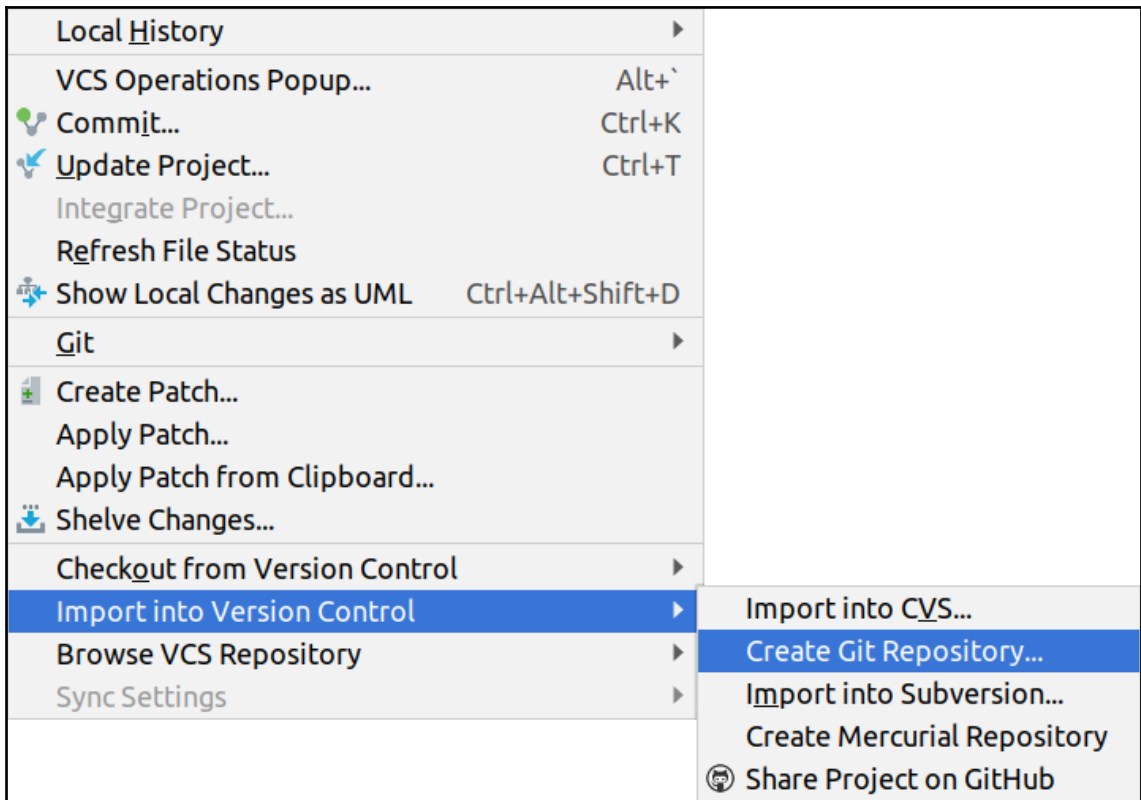 Local History
VCS Operations Popup... Alt+`
Commit... Ctrl+K
Update Project... Ctrl+T
Integrate Project...
Refresh File Status
Show Local Changes as UML Ctrl+Alt+Shift+D
Git
Create Patch...
Apply Patch...
Apply Patch from Clipboard...
Shelve Changes...
Checkout from Version Control
Import into Version Control
Browse VCS Repository
Sync Settings
Import into CVS...
Create Git Repository...
Import into Subversion...
Create Mercurial Repository
Share Project on GitHub